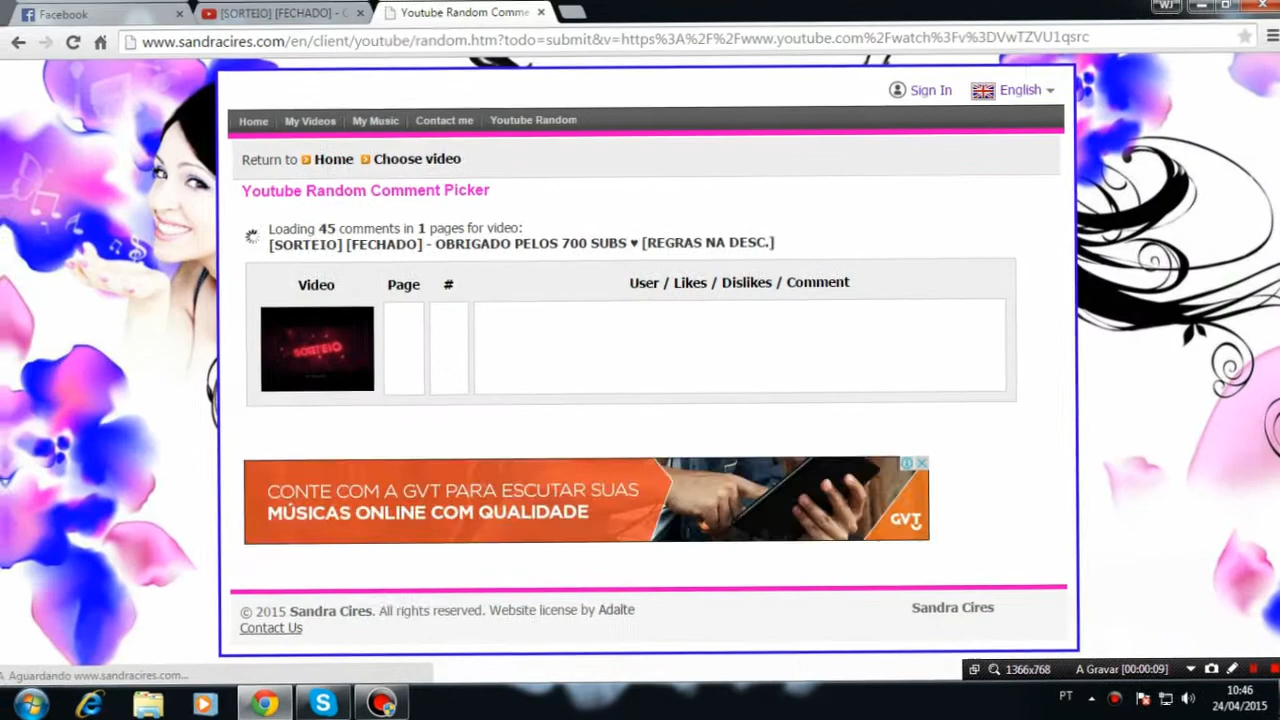 Facebook
[SORTEIO] [FECHADO] - C
Youtube Random Comme
WJ
www.sandracires.com/en/client/youtube/random.htm?todo=submit&v=https%3A%2F%2Fwww.youtube.com%2Fwatch%3Fv%3DVwTZVU1qsrc
Sign In
English
Home
My Videos
My Music
Contact me
Youtube Random
Return to Home Choose video
Youtube Random Comment Picker
Loading 45 comments in 1 pages for video:
[SORTEIO] [FECHADO] - OBRIGADO PELOS 700 SUBS ♥ [REGRAS NA DESC.]
Video
Page
#
User / Likes / Dislikes / Comment
SORTEIO
CONTE COM A GVT PARA ESCUTAR SUAS
MÚSICAS ONLINE COM QUALIDADE
GVT
© 2015 Sandra Cires. All rights reserved. Website license by Adalte
Sandra Cires
Contact Us
Aguardando www.sandracires.com...
1366x768
A Gravar [00:00:09]
PT
10:46
24/04/2015